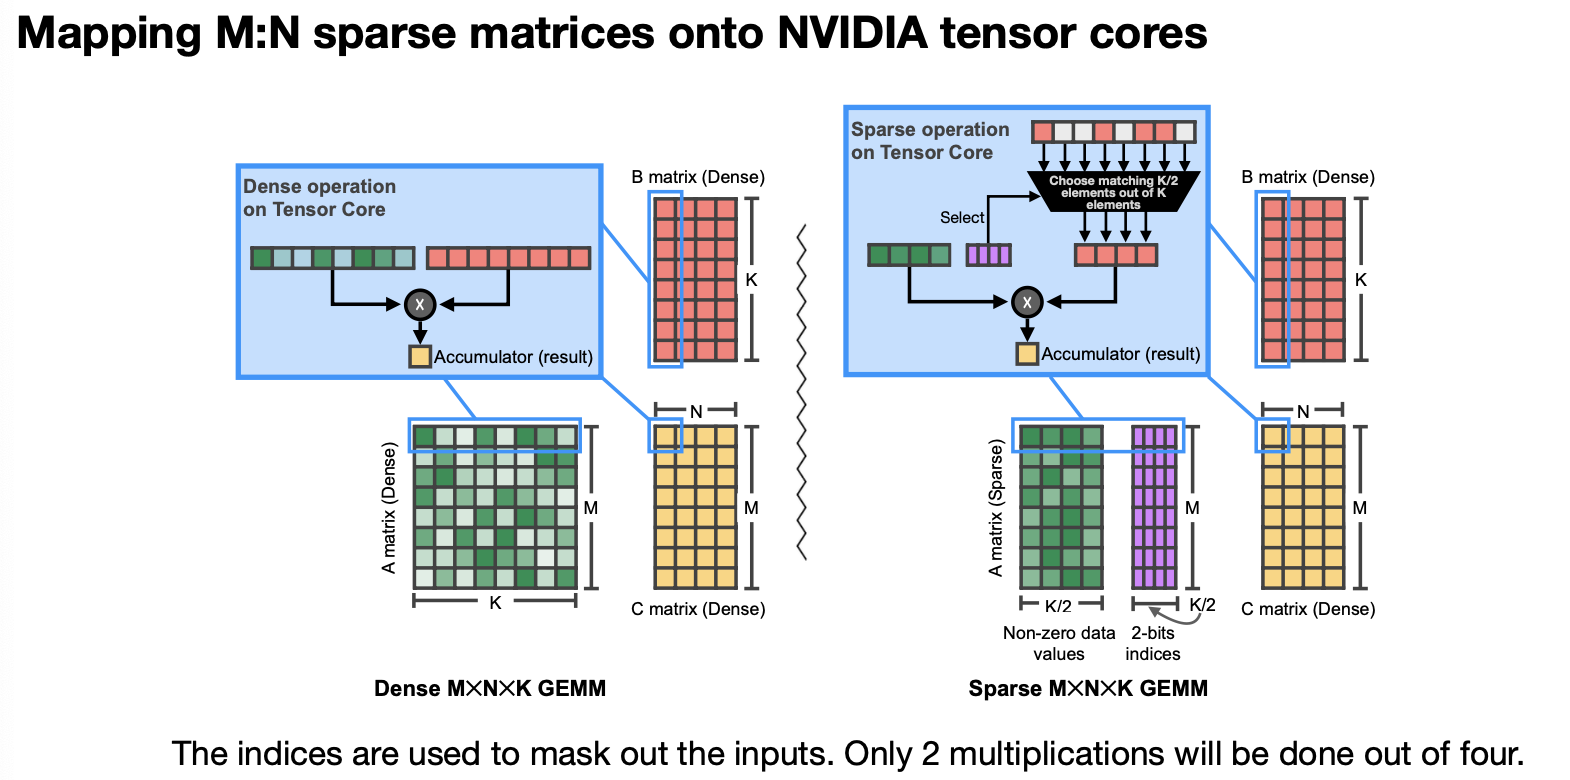 Mapping M:N sparse matrices onto NVIDIA tensor cores
Dense operation
on Tensor Core
X
Accumulator (result)
B matrix (Dense)
K
A matrix (Dense)
M
K
N
M
C matrix (Dense)
Dense M×N×K GEMM
Sparse operation
on Tensor Core
Choose matching K/2
elements out of K
elements
Select
X
Accumulator (result)
B matrix (Dense)
K
A matrix (Sparse)
M
K/2
K/2
Non-zero data
values
2-bits
indices
N
M
C matrix (Dense)
Sparse M×N×K GEMM
The indices are used to mask out the inputs. Only 2 multiplications will be done out of four.